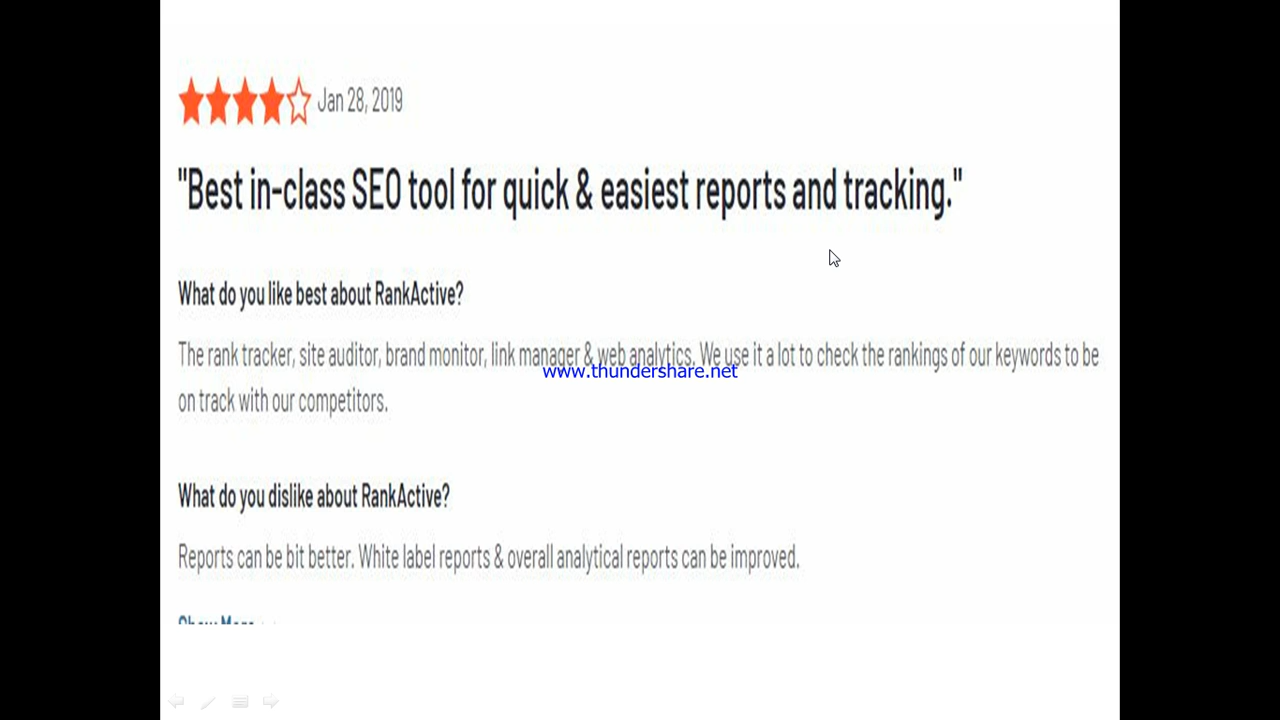 Jan 28, 2019
"Best in-class SEO tool for quick & easiest reports and tracking."
What do you like best about RankActive?
The rank tracker, site auditor, brand monitor, link manager & web analytics. We use it a lot to check the rankings of our keywords to be
www.thundershare.net
on track with our competitors.
What do you dislike about RankActive?
Reports can be bit better. White label reports & overall analytical reports can be improved.
Show More